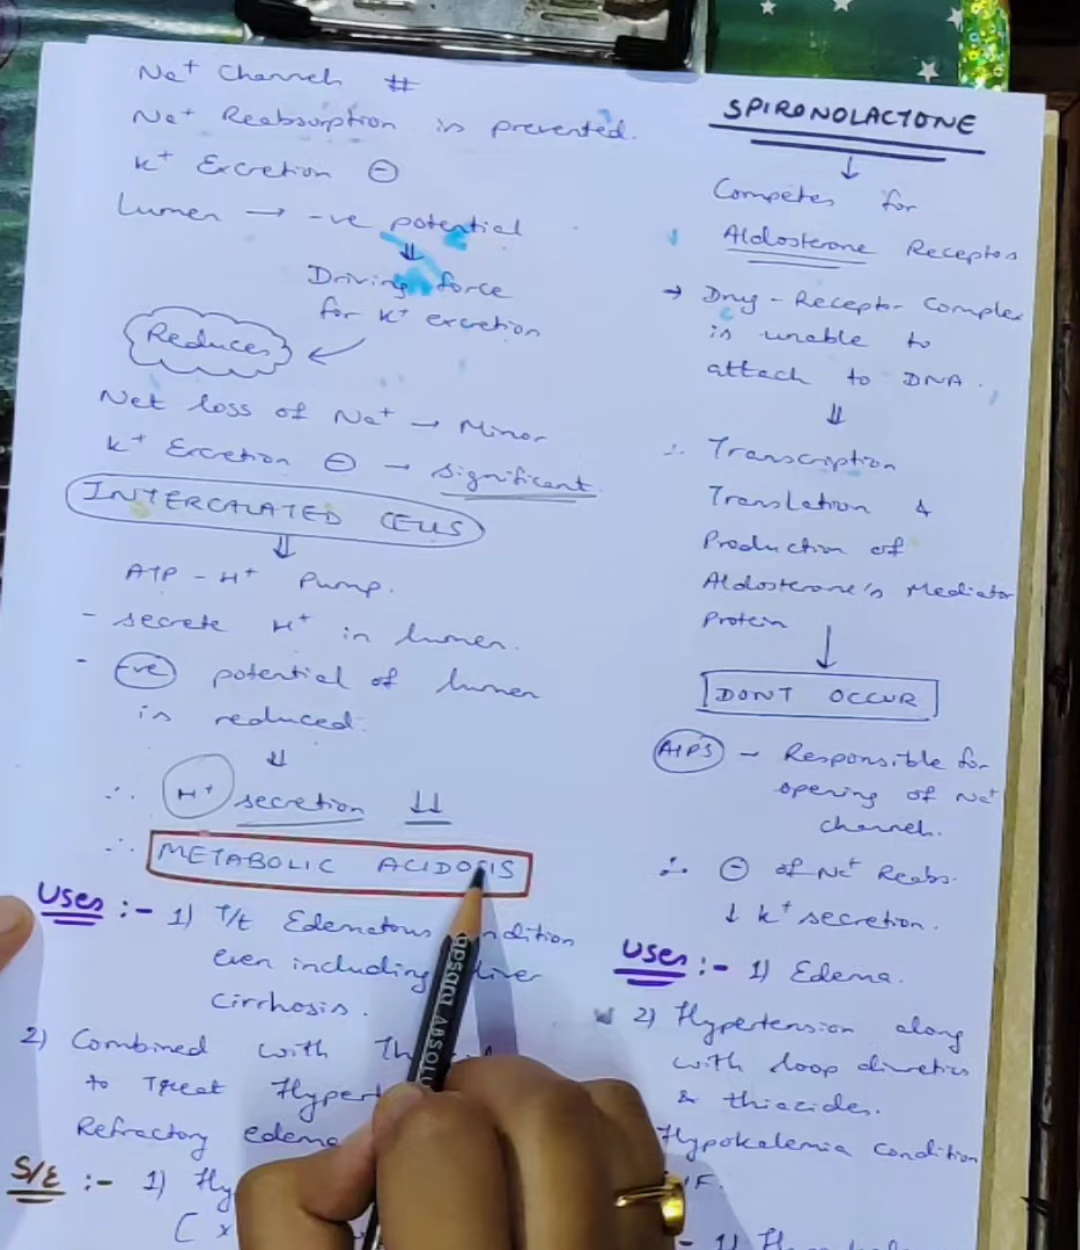 Na+ Channel #
Na+ Reabsorption is prevented.
K+ Excretion ⊖
Lumen → -ve potential
⇓
Driving force
for K+ excretion
Reduces ←
Net loss of Na+ → Minor
K+ Excretion ⊖ → significant
INTERCALATED CELLS
⇓
ATP - H+ Pump.
- secrete H+ in lumen.
- -ve potential of lumen
is reduced.
⇓
∴ H+ secretion ↓↓
∴ METABOLIC ACIDOSIS
Uses :- 1) T/t Edematous
even including liver
cirrhosis.
2) Combined with
to Treat
Refractory edema
S/E :- 1)
SPIRONOLACTONE
↓
Competes for
Aldosterone Receptor
→ Drug - Receptor Complex
is unable to
attach to DNA.
⇓
∴ Transcription
Translation &
Production of
Aldosterone's Mediator
Protein ↓
DONT OCCUR
AIPS - Responsible for
opening of Na+
channel.
∴ ⊖ of Na+ Reabs.
↓ K+ secretion.
Uses :- 1) Edema.
2) Hypertension along
with loop diuretics
& thiazides.
Hypokalemia condition
- 1)
apsara ABSOLU